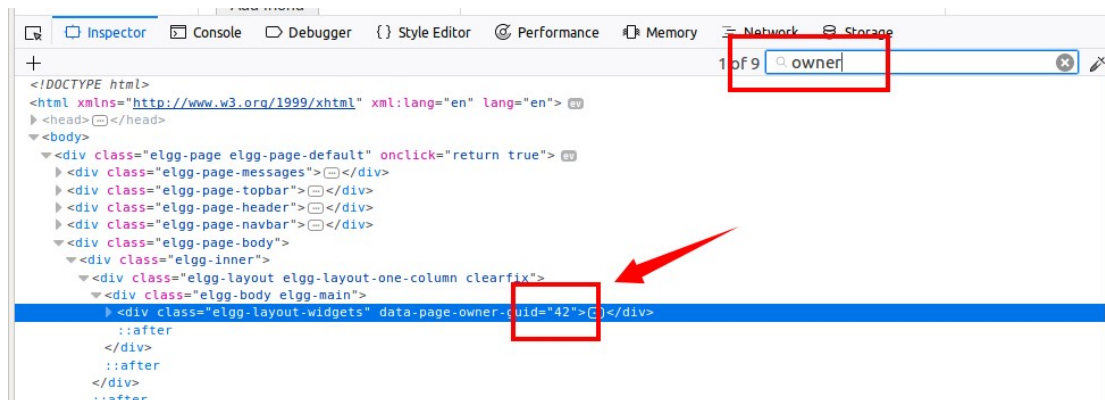 Add friend
Inspector Console Debugger {} Style Editor Performance Memory Network Storage
+ 1 of 9 owner
<!DOCTYPE html>
<html xmlns="http://www.w3.org/1999/xhtml" xml:lang="en" lang="en"> ev
<head>…</head>
<body>
<div class="elgg-page elgg-page-default" onclick="return true"> ev
<div class="elgg-page-messages">…</div>
<div class="elgg-page-topbar">…</div>
<div class="elgg-page-header">…</div>
<div class="elgg-page-navbar">…</div>
<div class="elgg-page-body">
<div class="elgg-inner">
<div class="elgg-layout elgg-layout-one-column clearfix">
<div class="elgg-body elgg-main">
<div class="elgg-layout-widgets" data-page-owner-guid="42">…</div>
::after
</div>
::after
</div>
::after